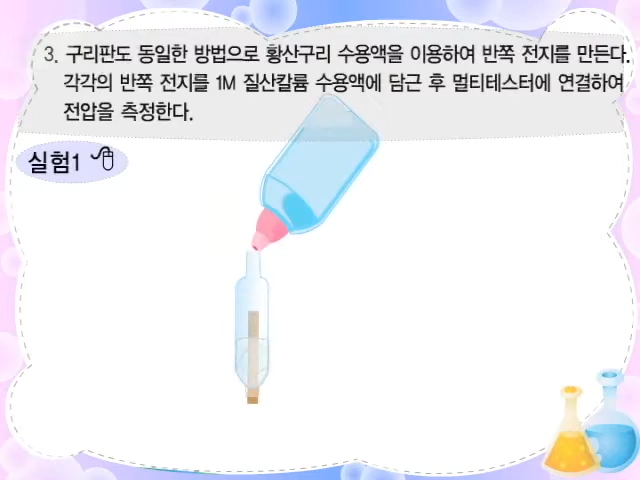 3. 구리판도 동일한 방법으로 황산구리 수용액을 이용하여 반쪽 전지를 만든다.
각각의 반쪽 전지를 1M 질산칼륨 수용액에 담근 후 멀티테스터에 연결하여
전압을 측정한다.
실험1